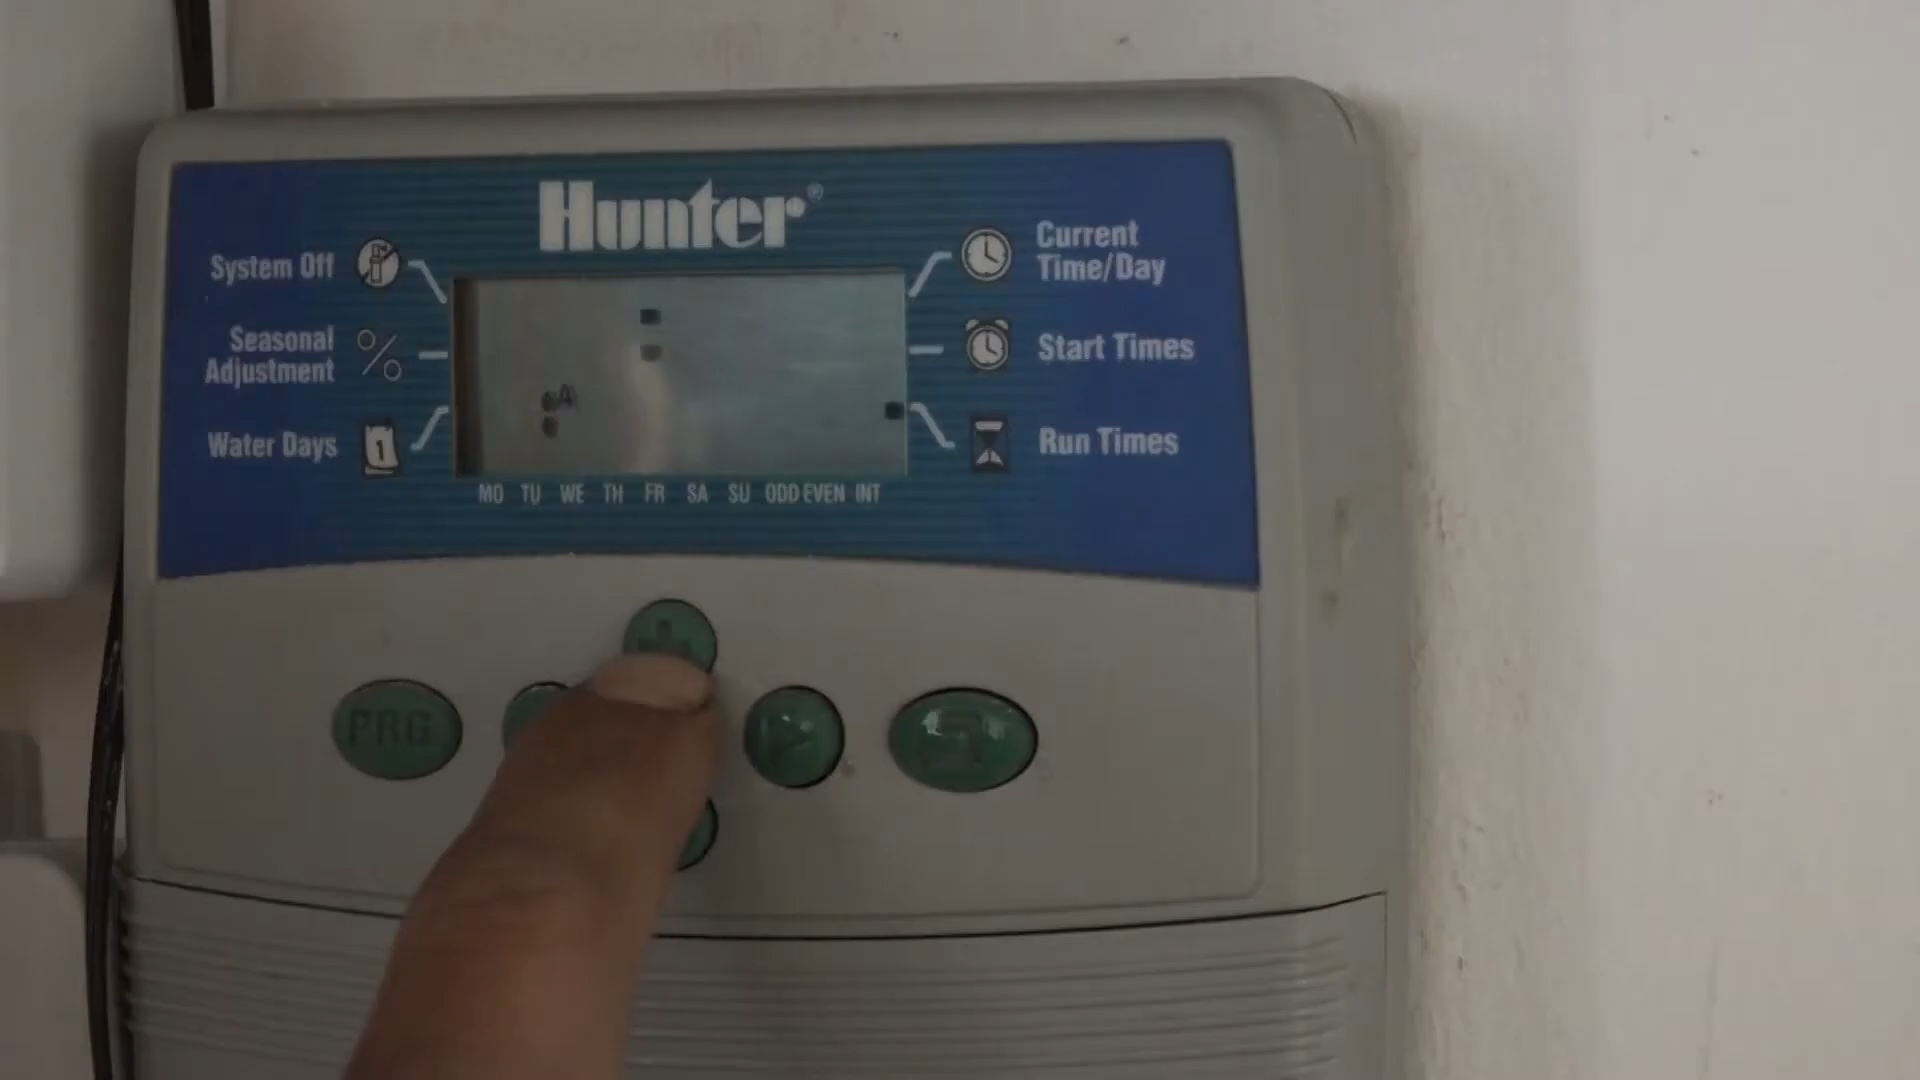 Hunter®
System Off
Seasonal
Adjustment
Water Days
1
Current
Time/Day
Start Times
Run Times
A
MO TU WE TH FR SA SU ODD EVEN INT
PRG